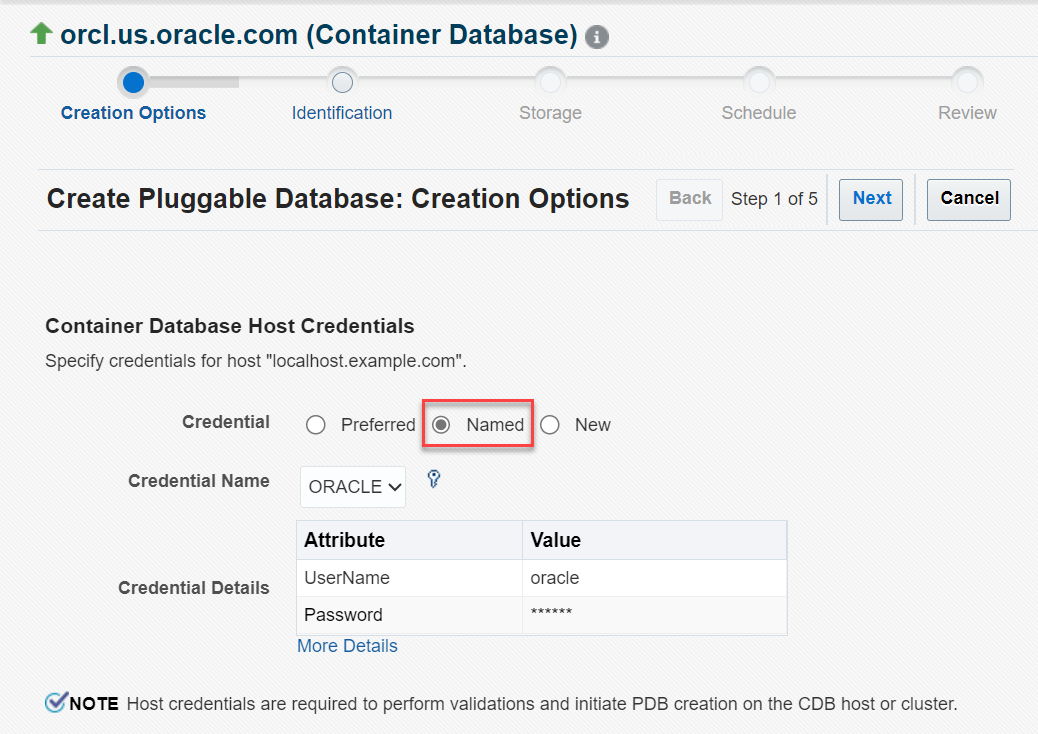 orcl.us.oracle.com (Container Database)
Creation Options Identification Storage Schedule Review
Create Pluggable Database: Creation Options Back Step 1 of 5 Next Cancel
Container Database Host Credentials
Specify credentials for host "localhost.example.com".
Credential Preferred Named New
Credential Name ORACLE
Credential Details
Attribute Value
UserName oracle
Password ******
More Details
NOTE Host credentials are required to perform validations and initiate PDB creation on the CDB host or cluster.